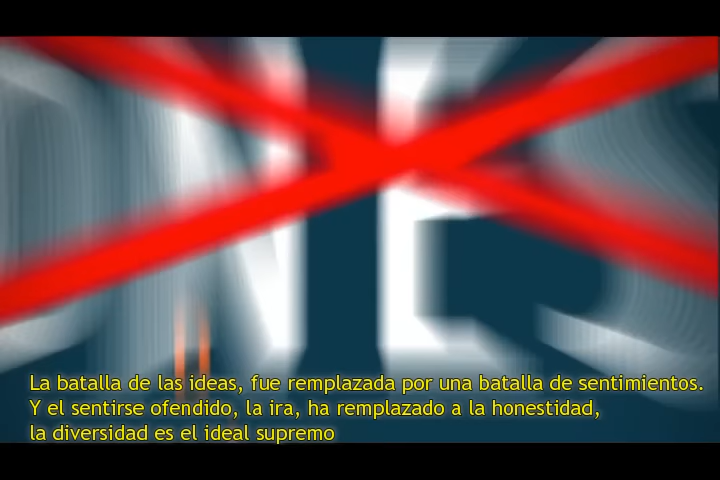 ONES
La batalla de las ideas, fue remplazada por una batalla de sentimientos.
Y el sentirse ofendido, la ira, ha remplazado a la honestidad,
la diversidad es el ideal supremo